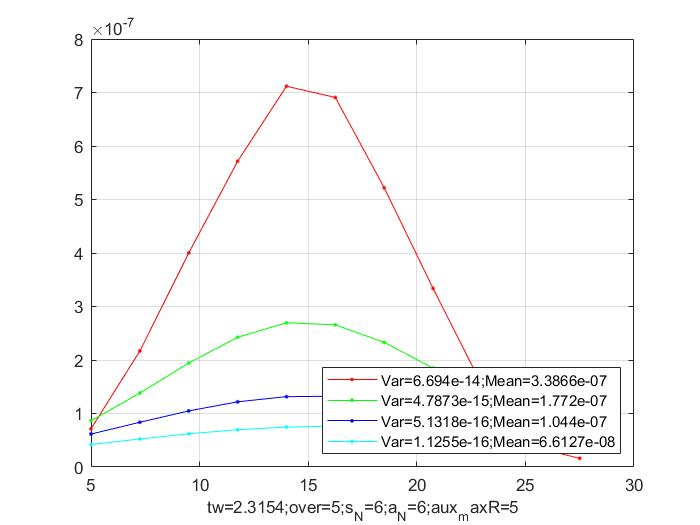 ×10-7
8
7
6
5
4
3
2
1
0
Var=6.694e-14;Mean=3.3866e-07
Var=4.7873e-15;Mean=1.772e-07
Var=5.1318e-16;Mean=1.044e-07
Var=1.1255e-16;Mean=6.6127e-08
5 10 15 20 25 30
tw=2.3154;over=5;sN=6;aN=6;auxmaxR=5